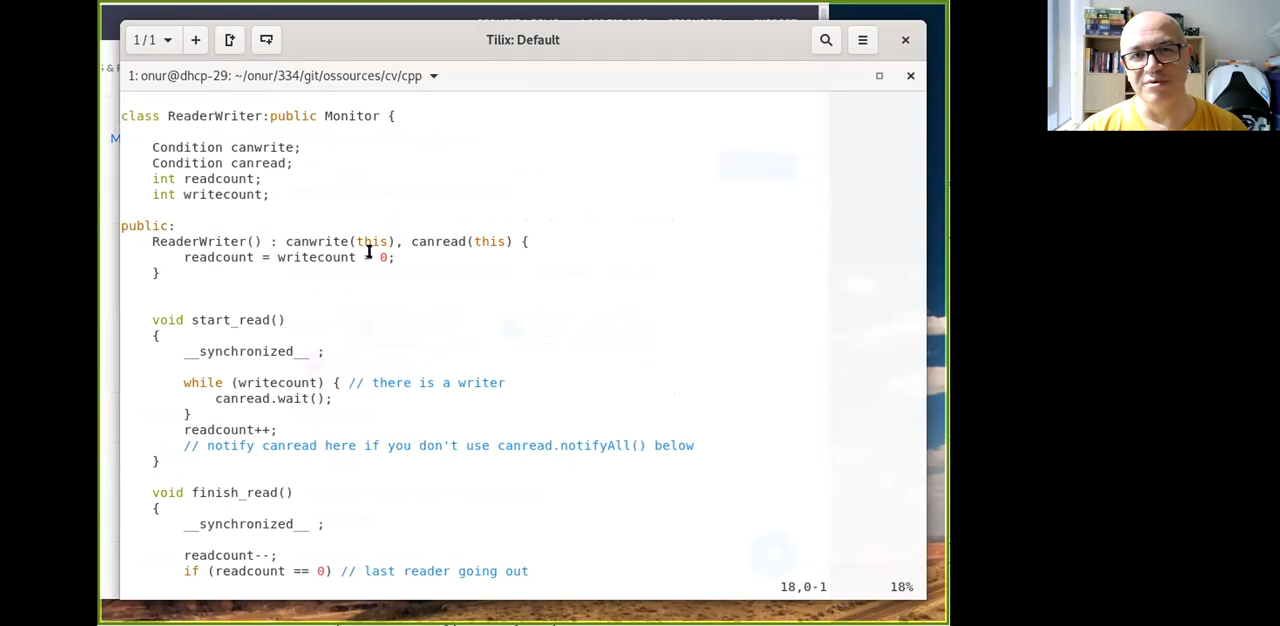 1 / 1
Tilix: Default
1: onur@dhcp-29: ~/onur/334/git/ossources/cv/cpp
class ReaderWriter:public Monitor {
Condition canwrite;
Condition canread;
int readcount;
int writecount;
public:
ReaderWriter() : canwrite(this), canread(this) {
readcount = writecount = 0;
}
void start_read()
{
__synchronized__ ;
while (writecount) { // there is a writer
canread.wait();
}
readcount++;
// notify canread here if you don't use canread.notifyAll() below
}
void finish_read()
{
__synchronized__ ;
readcount--;
if (readcount == 0) // last reader going out
18,0-1 18%